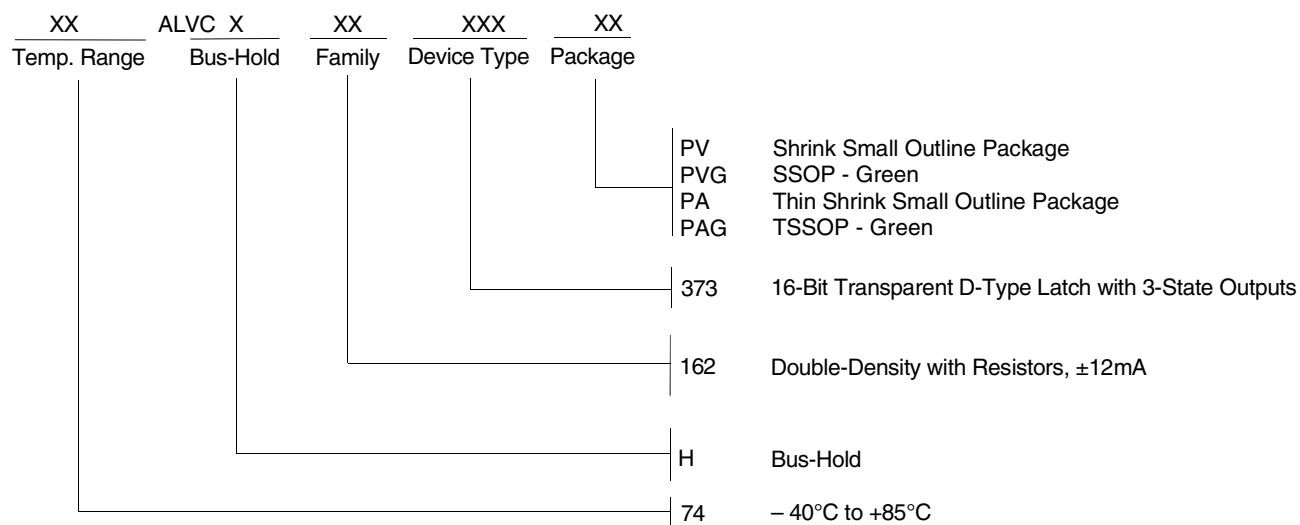 XX ALVC X XX XXX XX
Temp. Range Bus-Hold Family Device Type Package
PV Shrink Small Outline Package
PVG SSOP - Green
PA Thin Shrink Small Outline Package
PAG TSSOP - Green
373 16-Bit Transparent D-Type Latch with 3-State Outputs
162 Double-Density with Resistors, ±12mA
H Bus-Hold
74 – 40°C to +85°C